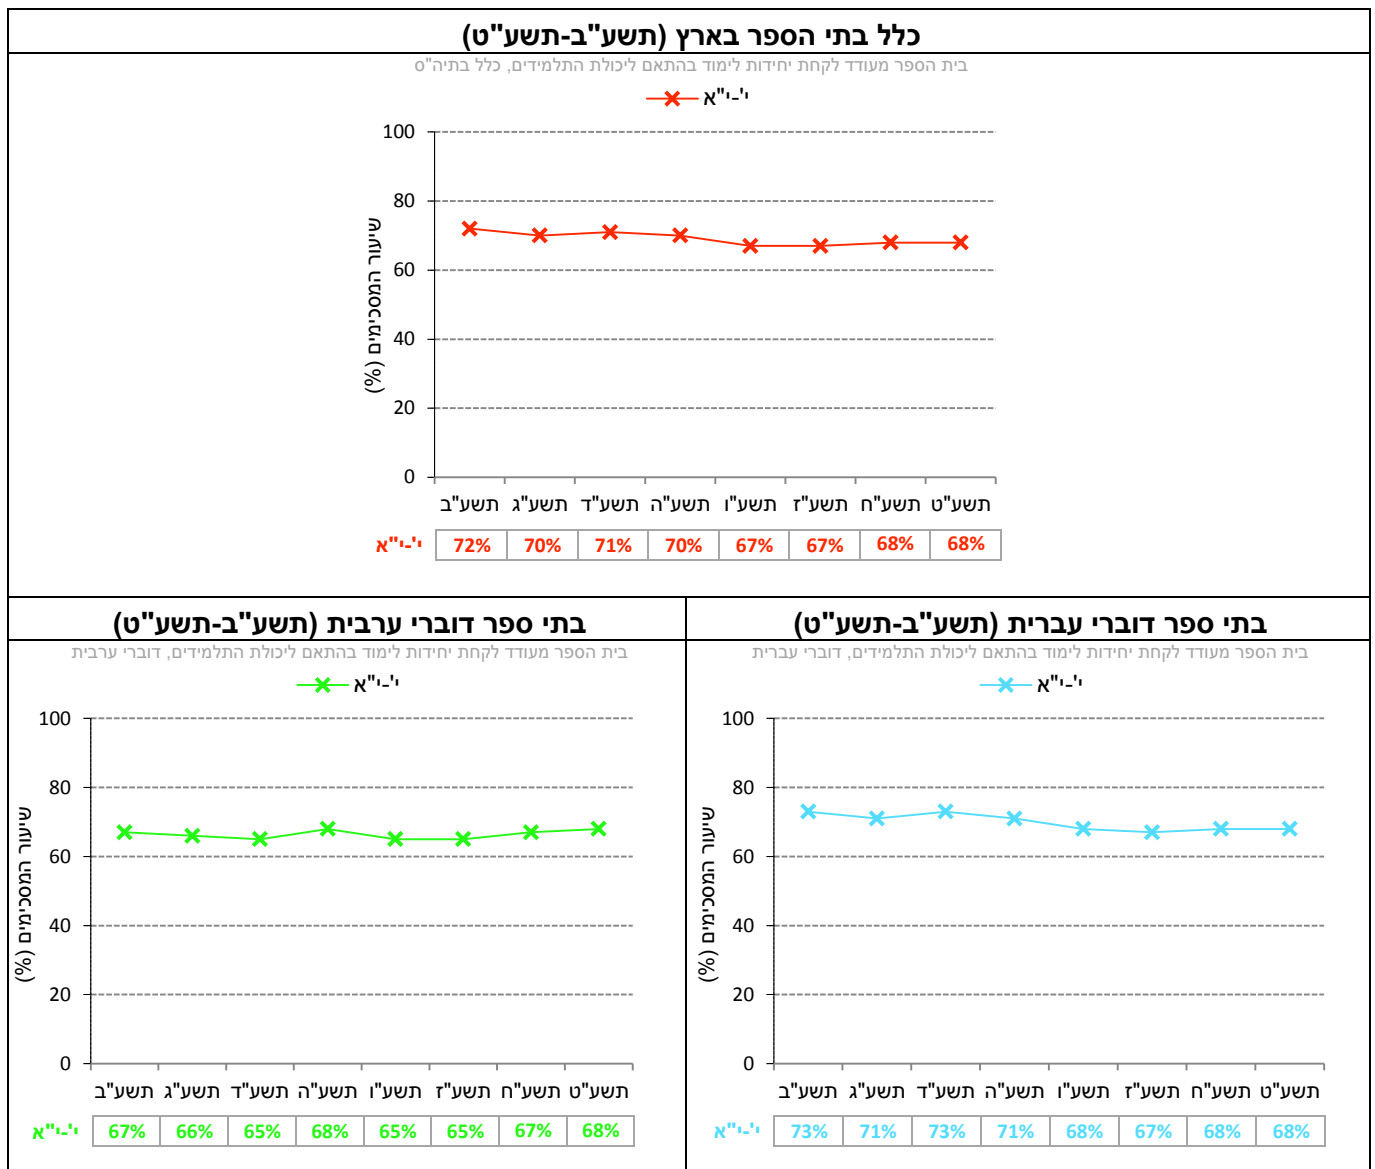 כלל בתי הספר בארץ (תשע"ב-תשע"ט)
בית הספר מעודד לקחת יחידות לימוד בהתאם ליכולת התלמידים, כלל בתיה"ס
י'-י"א
100
80
60
40
20
0
שיעור המסכימים (%)
תשע"ב תשע"ג תשע"ד תשע"ה תשע"ו תשע"ז תשע"ח תשע"ט
י'-י"א 72% 70% 71% 70% 67% 67% 68% 68%
בתי ספר דוברי עברית (תשע"ב-תשע"ט)
בית הספר מעודד לקחת יחידות לימוד בהתאם ליכולת התלמידים, דוברי עברית
י'-י"א
100
80
60
40
20
0
שיעור המסכימים (%)
תשע"ב תשע"ג תשע"ד תשע"ה תשע"ו תשע"ז תשע"ח תשע"ט
י'-י"א 73% 71% 73% 71% 68% 67% 68% 68%
בתי ספר דוברי ערבית (תשע"ב-תשע"ט)
בית הספר מעודד לקחת יחידות לימוד בהתאם ליכולת התלמידים, דוברי ערבית
י'-י"א
100
80
60
40
20
0
שיעור המסכימים (%)
תשע"ב תשע"ג תשע"ד תשע"ה תשע"ו תשע"ז תשע"ח תשע"ט
י'-י"א 67% 66% 65% 68% 65% 65% 67% 68%